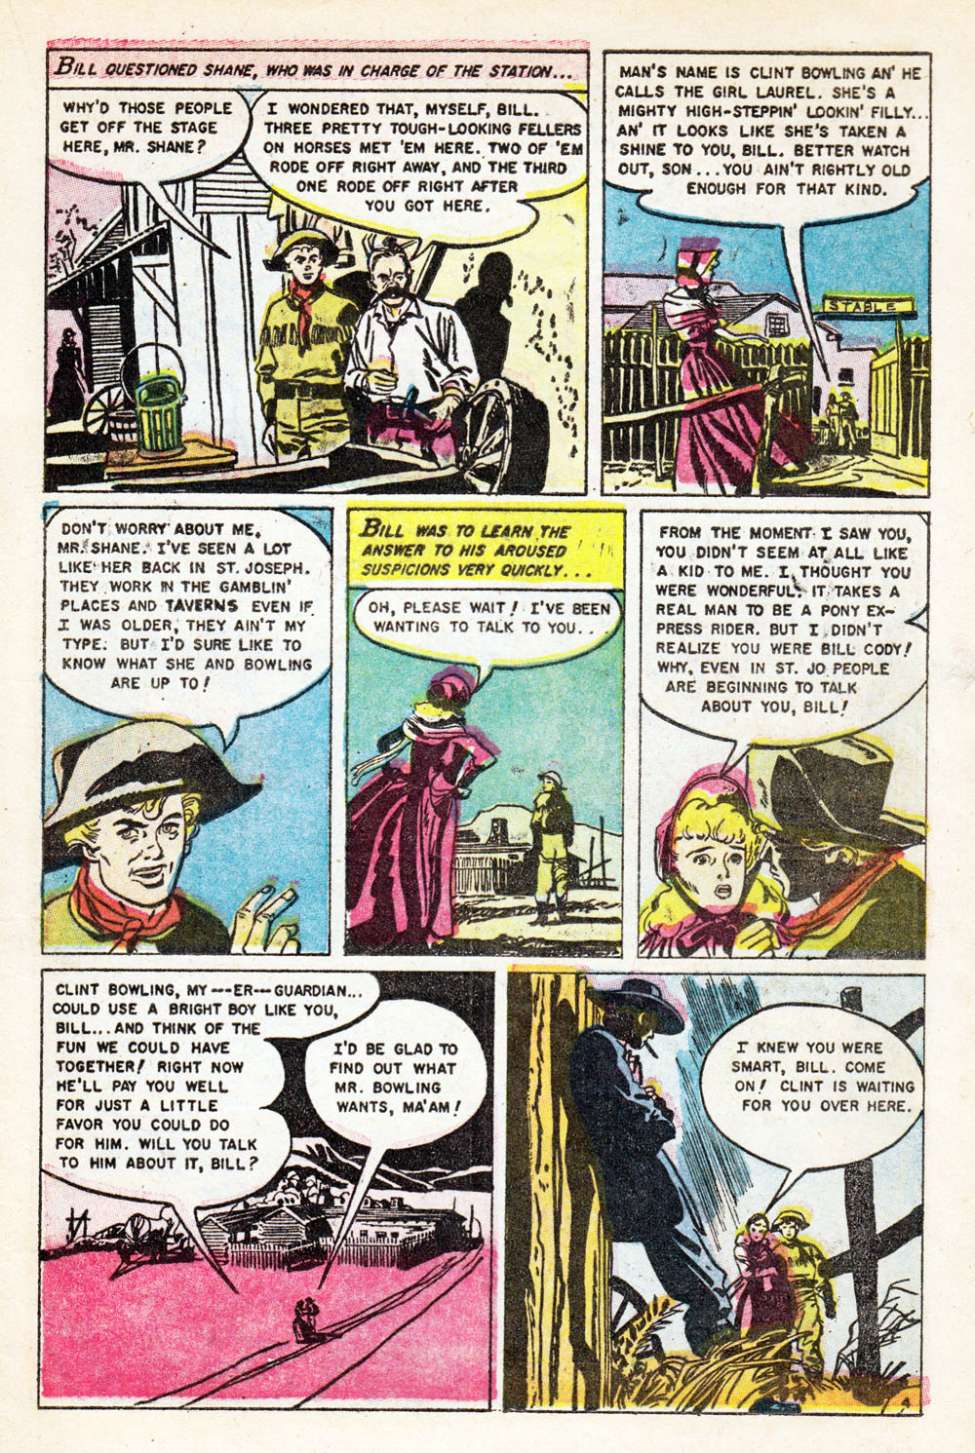 BILL QUESTIONED SHANE, WHO WAS IN CHARGE OF THE STATION...
WHY'D THOSE PEOPLE
GET OFF THE STAGE
HERE, MR. SHANE?
I WONDERED THAT, MYSELF, BILL.
THREE PRETTY TOUGH-LOOKING FELLERS
ON HORSES MET 'EM HERE. TWO OF 'EM
RODE OFF RIGHT AWAY, AND THE THIRD
ONE RODE OFF RIGHT AFTER
YOU GOT HERE.
MAN'S NAME IS CLINT BOWLING AN' HE
CALLS THE GIRL LAUREL. SHE'S A
MIGHTY HIGH-STEPPIN' LOOKIN' FILLY...
AN' IT LOOKS LIKE SHE'S TAKEN A
SHINE TO YOU, BILL. BETTER WATCH
OUT, SON...YOU AIN'T RIGHTLY OLD
ENOUGH FOR THAT KIND.
STABLE
DON'T WORRY ABOUT ME,
MR. SHANE. I'VE SEEN A LOT
LIKE HER BACK IN ST. JOSEPH.
THEY WORK IN THE GAMBLIN'
PLACES AND TAVERNS EVEN IF
I WAS OLDER, THEY AIN'T MY
TYPE. BUT I'D SURE LIKE TO
KNOW WHAT SHE AND BOWLING
ARE UP TO!
BILL WAS TO LEARN THE
ANSWER TO HIS AROUSED
SUSPICIONS VERY QUICKLY...
OH, PLEASE WAIT! I'VE BEEN
WANTING TO TALK TO YOU..
FROM THE MOMENT I SAW YOU,
YOU DIDN'T SEEM AT ALL LIKE
A KID TO ME. I THOUGHT YOU
WERE WONDERFUL. IT TAKES A
REAL MAN TO BE A PONY EX-
PRESS RIDER. BUT I DIDN'T
REALIZE YOU WERE BILL CODY!
WHY, EVEN IN ST. JO PEOPLE
ARE BEGINNING TO TALK
ABOUT YOU, BILL!
CLINT BOWLING, MY---ER---GUARDIAN...
COULD USE A BRIGHT BOY LIKE YOU,
BILL...AND THINK OF THE
FUN WE COULD HAVE
TOGETHER! RIGHT NOW
HE'LL PAY YOU WELL
FOR JUST A LITTLE
FAVOR YOU COULD DO
FOR HIM. WILL YOU TALK
TO HIM ABOUT IT, BILL?
I'D BE GLAD TO
FIND OUT WHAT
MR. BOWLING
WANTS, MA'AM!
I KNEW YOU WERE
SMART, BILL. COME
ON! CLINT IS WAITING
FOR YOU OVER HERE.
4